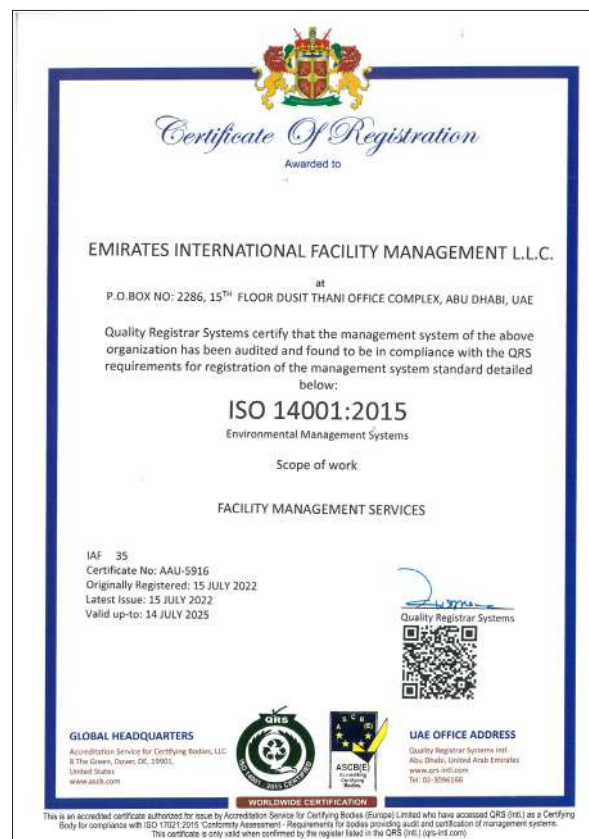 Certificate Of Registration
Awarded to
EMIRATES INTERNATIONAL FACILITY MANAGEMENT L.L.C.
at
P.O.BOX NO: 2286, 15TH FLOOR DUSIT THANI OFFICE COMPLEX, ABU DHABI, UAE
Quality Registrar Systems certify that the management system of the above
organization has been audited and found to be in compliance with the QRS
requirements for registration of the management system standard detailed
below:
ISO 14001:2015
Environmental Management Systems
Scope of work
FACILITY MANAGEMENT SERVICES
IAF 35
Certificate No: AAU-5916
Originally Registered: 15 JULY 2022
Latest Issue: 15 JULY 2022
Valid up-to: 14 JULY 2025
Quality Registrar Systems
GLOBAL HEADQUARTERS
Accreditation Service for Certifying Bodies, LLC
8 The Green, Dover, DE, 19901,
United States
www.ascb.com
QRS
ISO 14001 : 2015 CERTIFIED
ASCB(E)
ASCB(E)
Accrediting
Certifying
Bodies
WORLDWIDE CERTIFICATION
UAE OFFICE ADDRESS
Quality Registrar Systems Intl.
Abu Dhabi, United Arab Emirates
www.qrs-intl.com
Tel: 02-3096166
This is an accredited certificate authorized for issue by Accreditation Service for Certifying Bodies (Europe) Limited who have accessed QRS (Intl.) as a Certifying
Body for compliance with ISO 17021:2015 'Conformity Assessment - Requirements for bodies providing audit and certification of management systems.
This certificate is only valid when confirmed by the register listed in the QRS (Intl.) (qrs-intl.com)